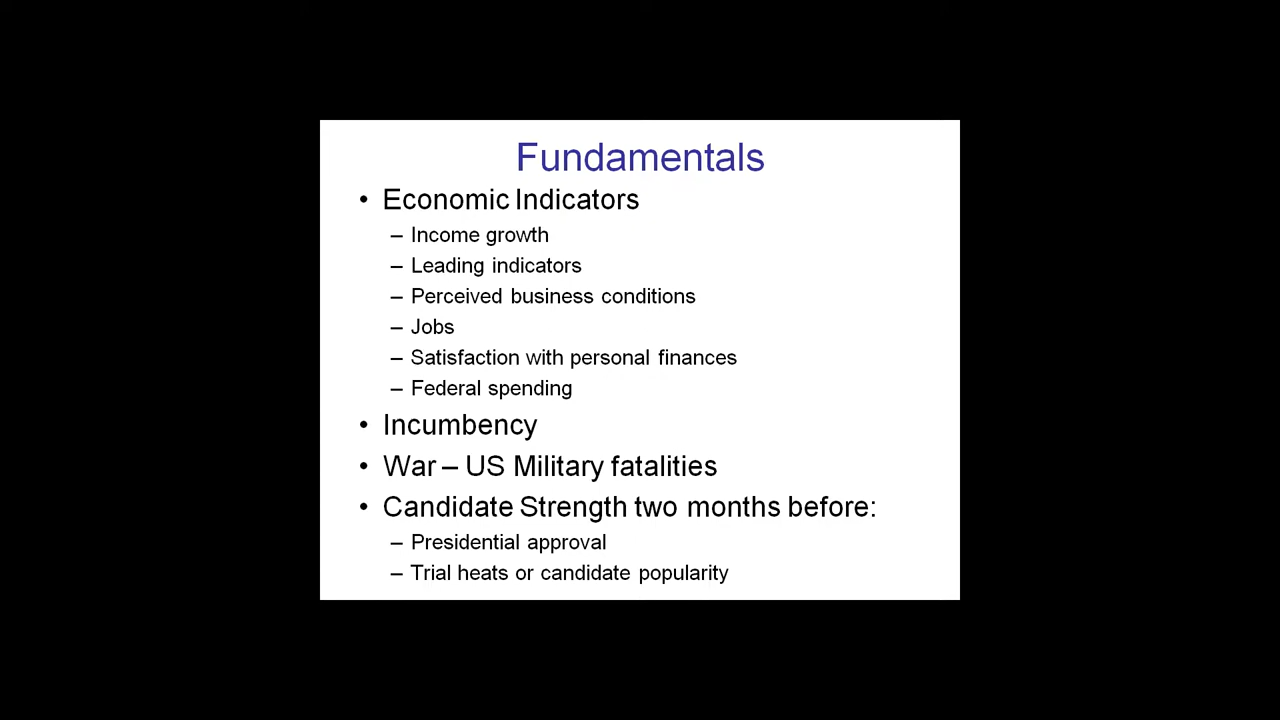 Fundamentals
• Economic Indicators
– Income growth
– Leading indicators
– Perceived business conditions
– Jobs
– Satisfaction with personal finances
– Federal spending
• Incumbency
• War – US Military fatalities
• Candidate Strength two months before:
– Presidential approval
– Trial heats or candidate popularity